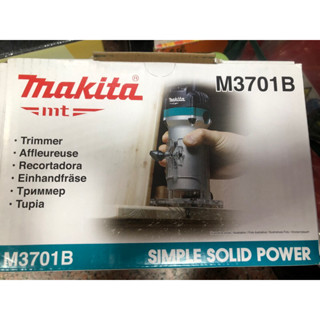 makita
mt
M3701B
• Trimmer
• Affleureuse
• Recortadora
• Einhandfräse
• Триммер
• Tupia
M3701B
SIMPLE SOLID POWER